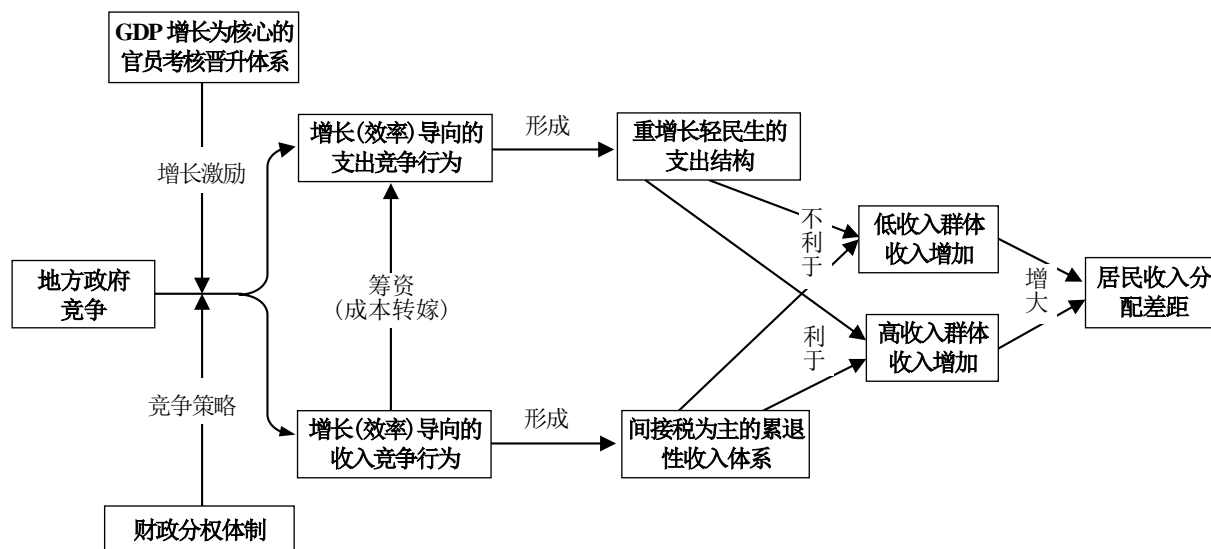 GDP 增长为核心的
官员考核晋升体系
增长激励
地方政府
竞争
竞争策略
财政分权体制
增长(效率)导向的
支出竞争行为
筹资
(成本转嫁)
增长(效率)导向的
收入竞争行为
形成
形成
重增长轻民生的
支出结构
间接税为主的累退
性收入体系
不利于
利于
低收入群体
收入增加
高收入群体
收入增加
增大
居民收入分
配差距